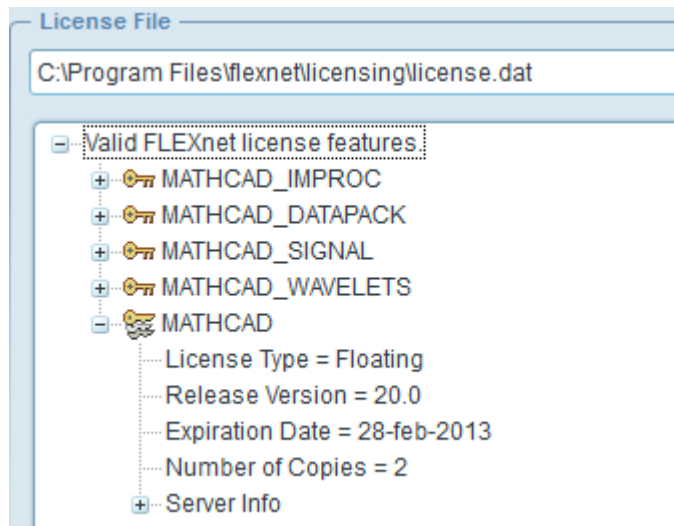 License File
C:\Program Files\flexnet\licensing\license.dat
Valid FLEXnet license features.
MATHCAD_IMPROC
MATHCAD_DATAPACK
MATHCAD_SIGNAL
MATHCAD_WAVELETS
MATHCAD
License Type = Floating
Release Version = 20.0
Expiration Date = 28-feb-2013
Number of Copies = 2
Server Info